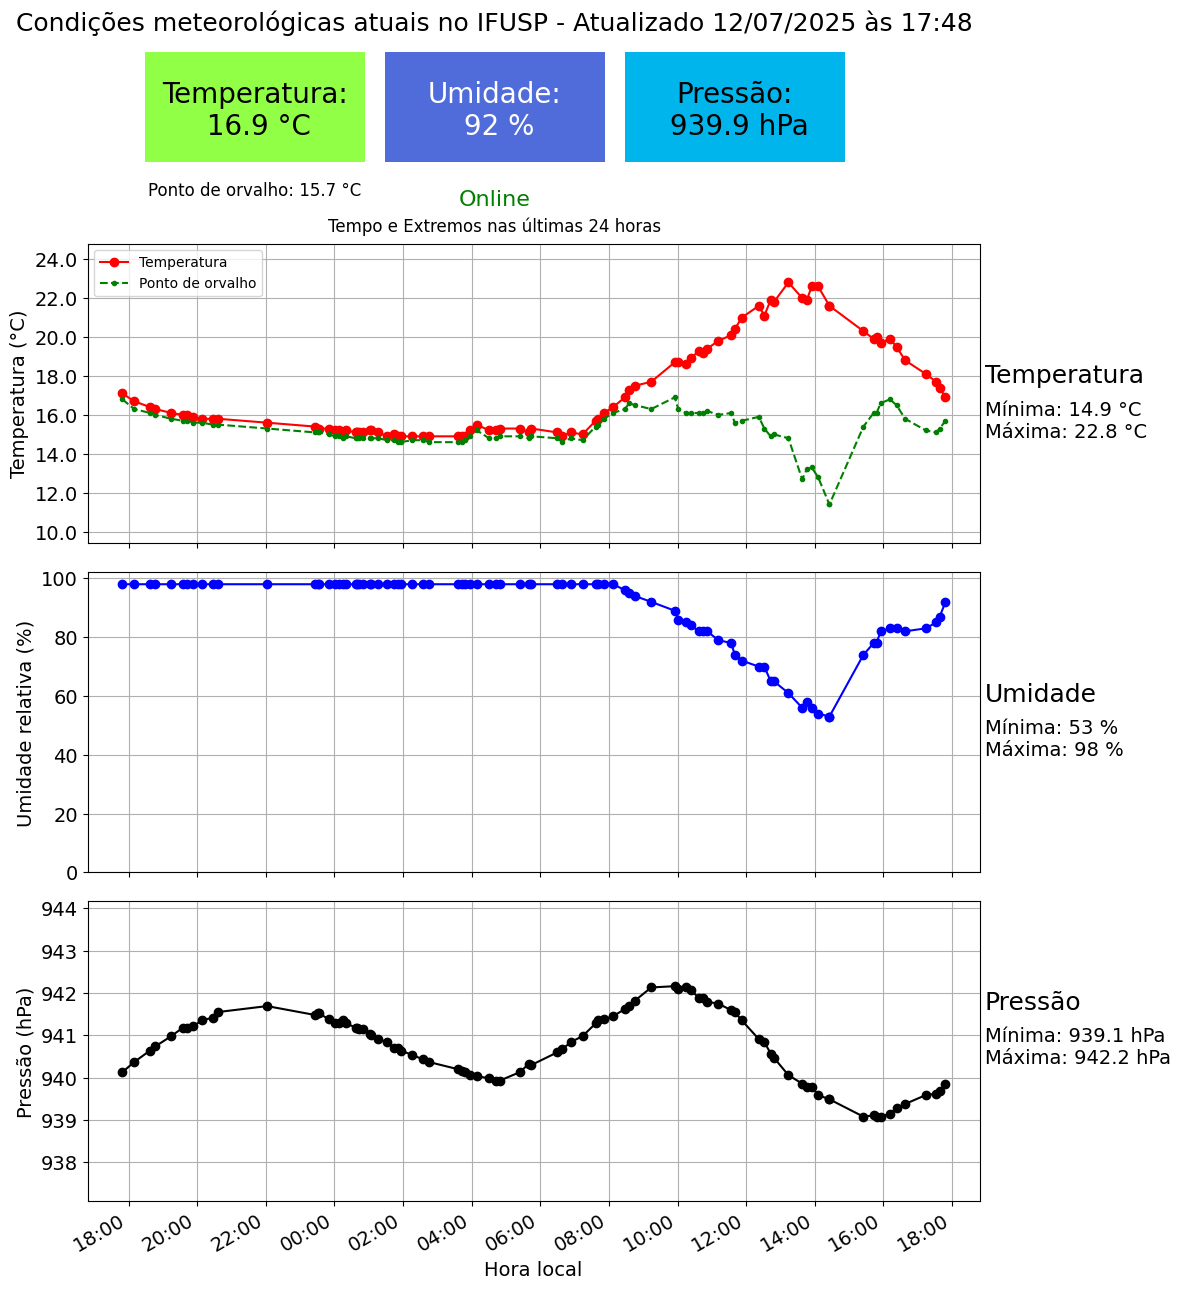 Condições meteorológicas atuais no IFUSP - Atualizado 12/07/2025 às 17:48
Temperatura:
16.9 °C
Umidade:
92 %
Pressão:
939.9 hPa
Ponto de orvalho: 15.7 °C
Online
Tempo e Extremos nas últimas 24 horas
Temperatura
Ponto de orvalho
24.0
22.0
20.0
18.0
16.0
14.0
12.0
10.0
Temperatura (°C)
Temperatura
Mínima: 14.9 °C
Máxima: 22.8 °C
100
80
60
40
20
0
Umidade relativa (%)
Umidade
Mínima: 53 %
Máxima: 98 %
944
943
942
941
940
939
938
Pressão (hPa)
Pressão
Mínima: 939.1 hPa
Máxima: 942.2 hPa
18:00
20:00
22:00
00:00
02:00
04:00
06:00
08:00
10:00
12:00
14:00
16:00
18:00
Hora local